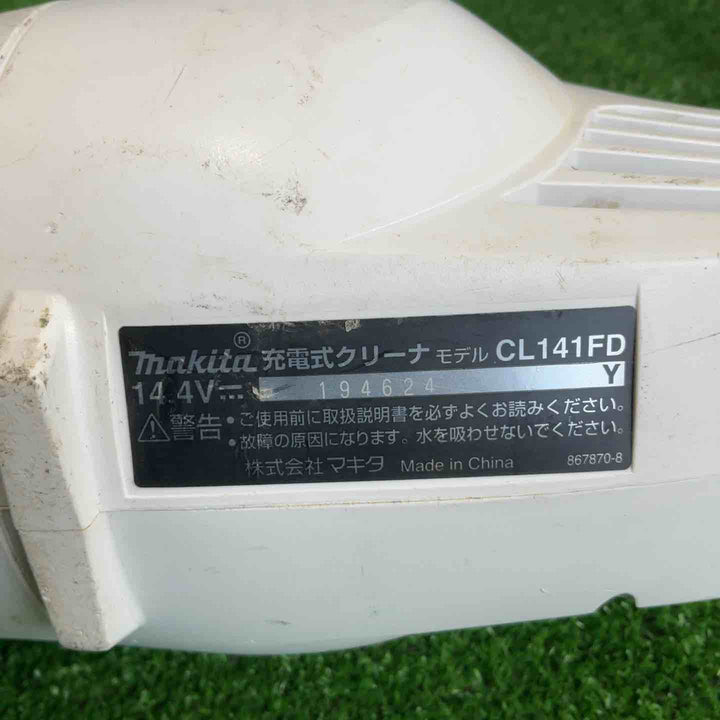 makita® 充電式クリーナ モデル CL141FD
14.4V⎓ 194624 Y
⚠警告 • ご使用前に取扱説明書を必ずよくお読みください。
• 故障の原因になります。水を吸わせないでください。
株式会社 マキタ Made in China 867870-8